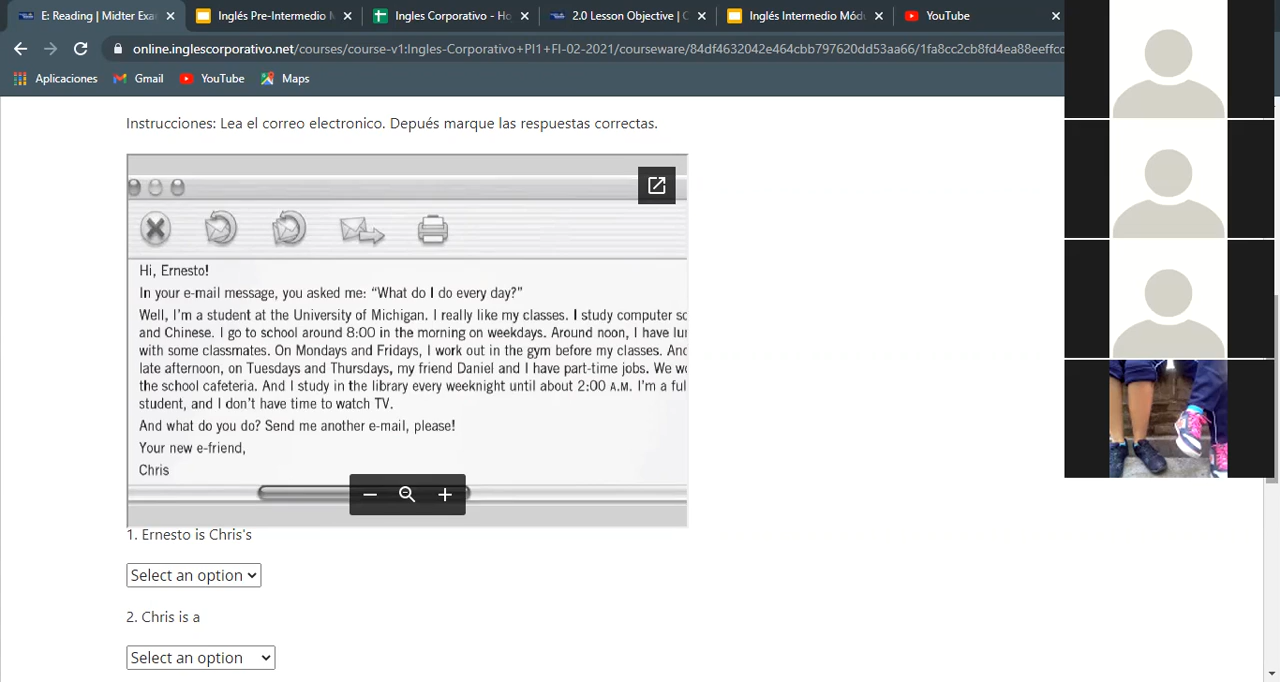 E: Reading | Midter Exa
Inglés Pre-Intermedio
Ingles Corporativo - Ho
2.0 Lesson Objective | C
Inglés Intermedio Módu
YouTube
online.inglescorporativo.net/courses/course-v1:Ingles-Corporativo+PI1+FI-02-2021/courseware/84df4632042e464cbb797620dd53aa66/1fa8cc2cb8fd4ea88eeffcc
Aplicaciones
Gmail
YouTube
Maps
Instrucciones: Lea el correo electronico. Depués marque las respuestas correctas.
Hi, Ernesto!
In your e-mail message, you asked me: “What do I do every day?”
Well, I'm a student at the University of Michigan. I really like my classes. I study computer sc
and Chinese. I go to school around 8:00 in the morning on weekdays. Around noon, I have lun
with some classmates. On Mondays and Fridays, I work out in the gym before my classes. And
late afternoon, on Tuesdays and Thursdays, my friend Daniel and I have part-time jobs. We wo
the school cafeteria. And I study in the library every weeknight until about 2:00 A.M. I'm a ful
student, and I don't have time to watch TV.
And what do you do? Send me another e-mail, please!
Your new e-friend,
Chris
1. Ernesto is Chris's
Select an option
2. Chris is a
Select an option